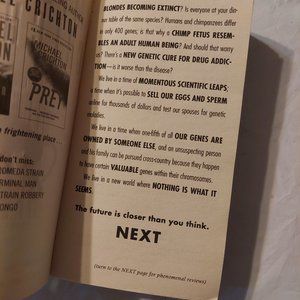 ING AUTHOR
CRICHTON
MICHAEL
CRICHTON
PREY
frightening place ...
don't miss:
ROMEDA STRAIN
ERMINAL MAN
TRAIN ROBBERY
ONGO
BLONDES BECOMING EXTINCT? Is everyone at your din-
ner table of the same species? Humans and chimpanzees differ
in only 400 genes; is that why a CHIMP FETUS RESEM-
BLES AN ADULT HUMAN BEING? And should that worry
us? There's a NEW GENETIC CURE FOR DRUG ADDIC-
TION—is it worse than the disease?
We live in a time of MOMENTOUS SCIENTIFIC LEAPS;
a time when it's possible to SELL OUR EGGS AND SPERM
online for thousands of dollars and test our spouses for genetic
maladies.
We live in a time when one-fifth of all OUR GENES ARE
OWNED BY SOMEONE ELSE, and an unsuspecting person
and his family can be pursued cross-country because they happen
to have certain VALUABLE genes within their chromosomes.
We live in a new world where NOTHING IS WHAT IT
SEEMS.
The future is closer than you think.
NEXT
(turn to the NEXT page for phenomenal reviews)